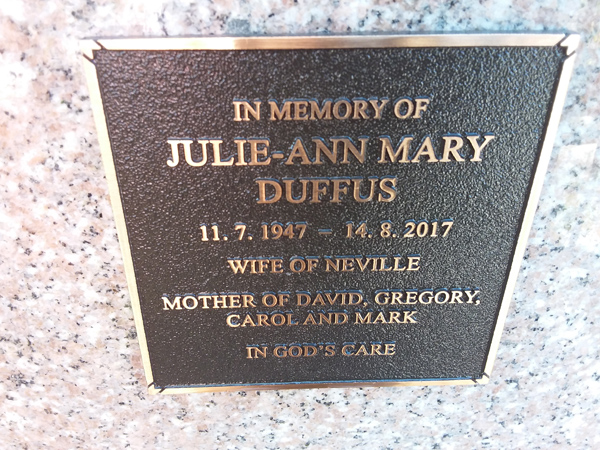 IN MEMORY OF
JULIE-ANN MARY
DUFFUS
11. 7. 1947 – 14. 8. 2017
WIFE OF NEVILLE
MOTHER OF DAVID, GREGORY,
CAROL AND MARK
IN GOD'S CARE